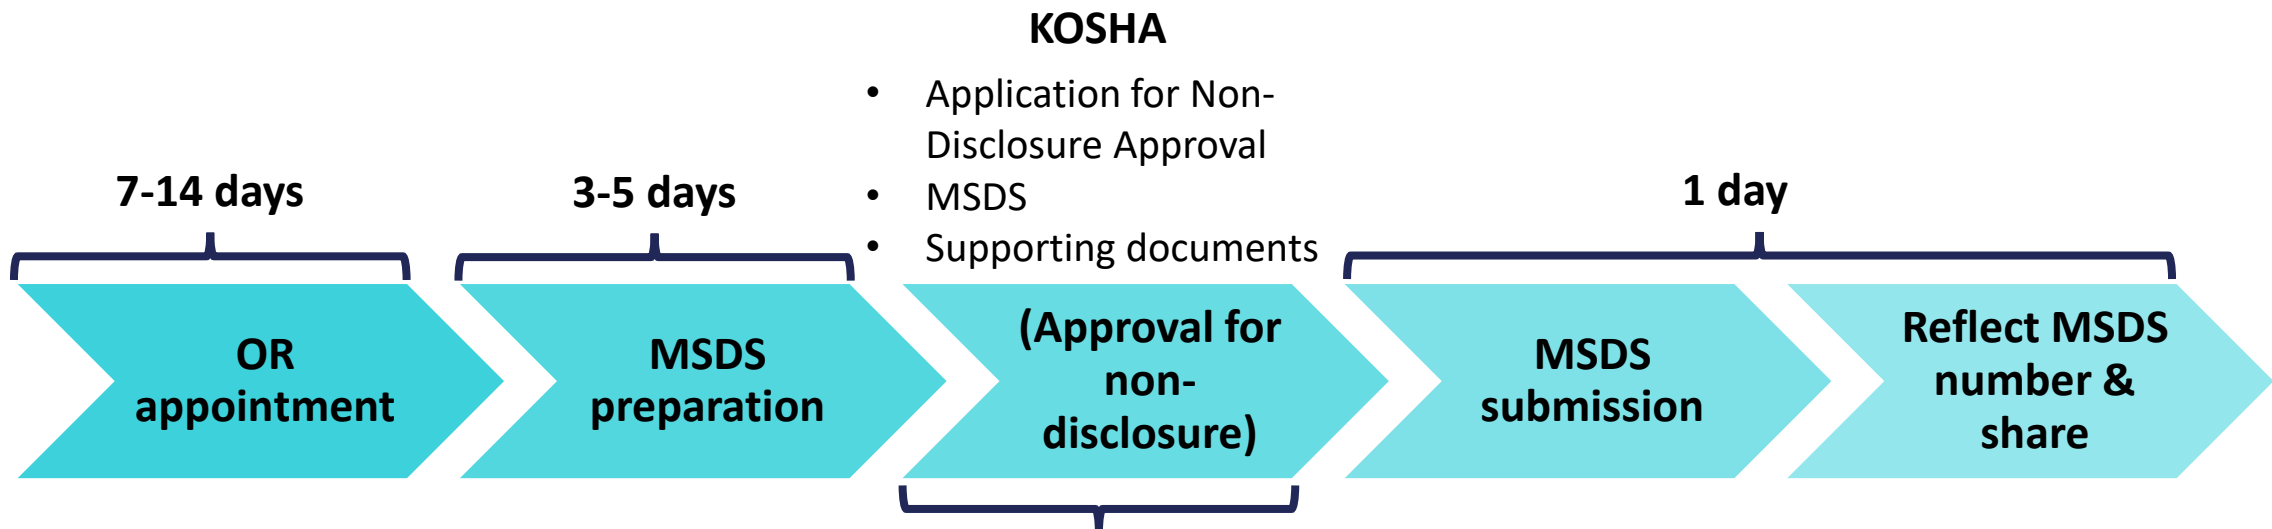 KOSHA
• Application for Non-
Disclosure Approval
• MSDS
• Supporting documents
7-14 days
3-5 days
1 day
OR
appointment
MSDS
preparation
(Approval for
non-
disclosure)
MSDS
submission
Reflect MSDS
number &
share